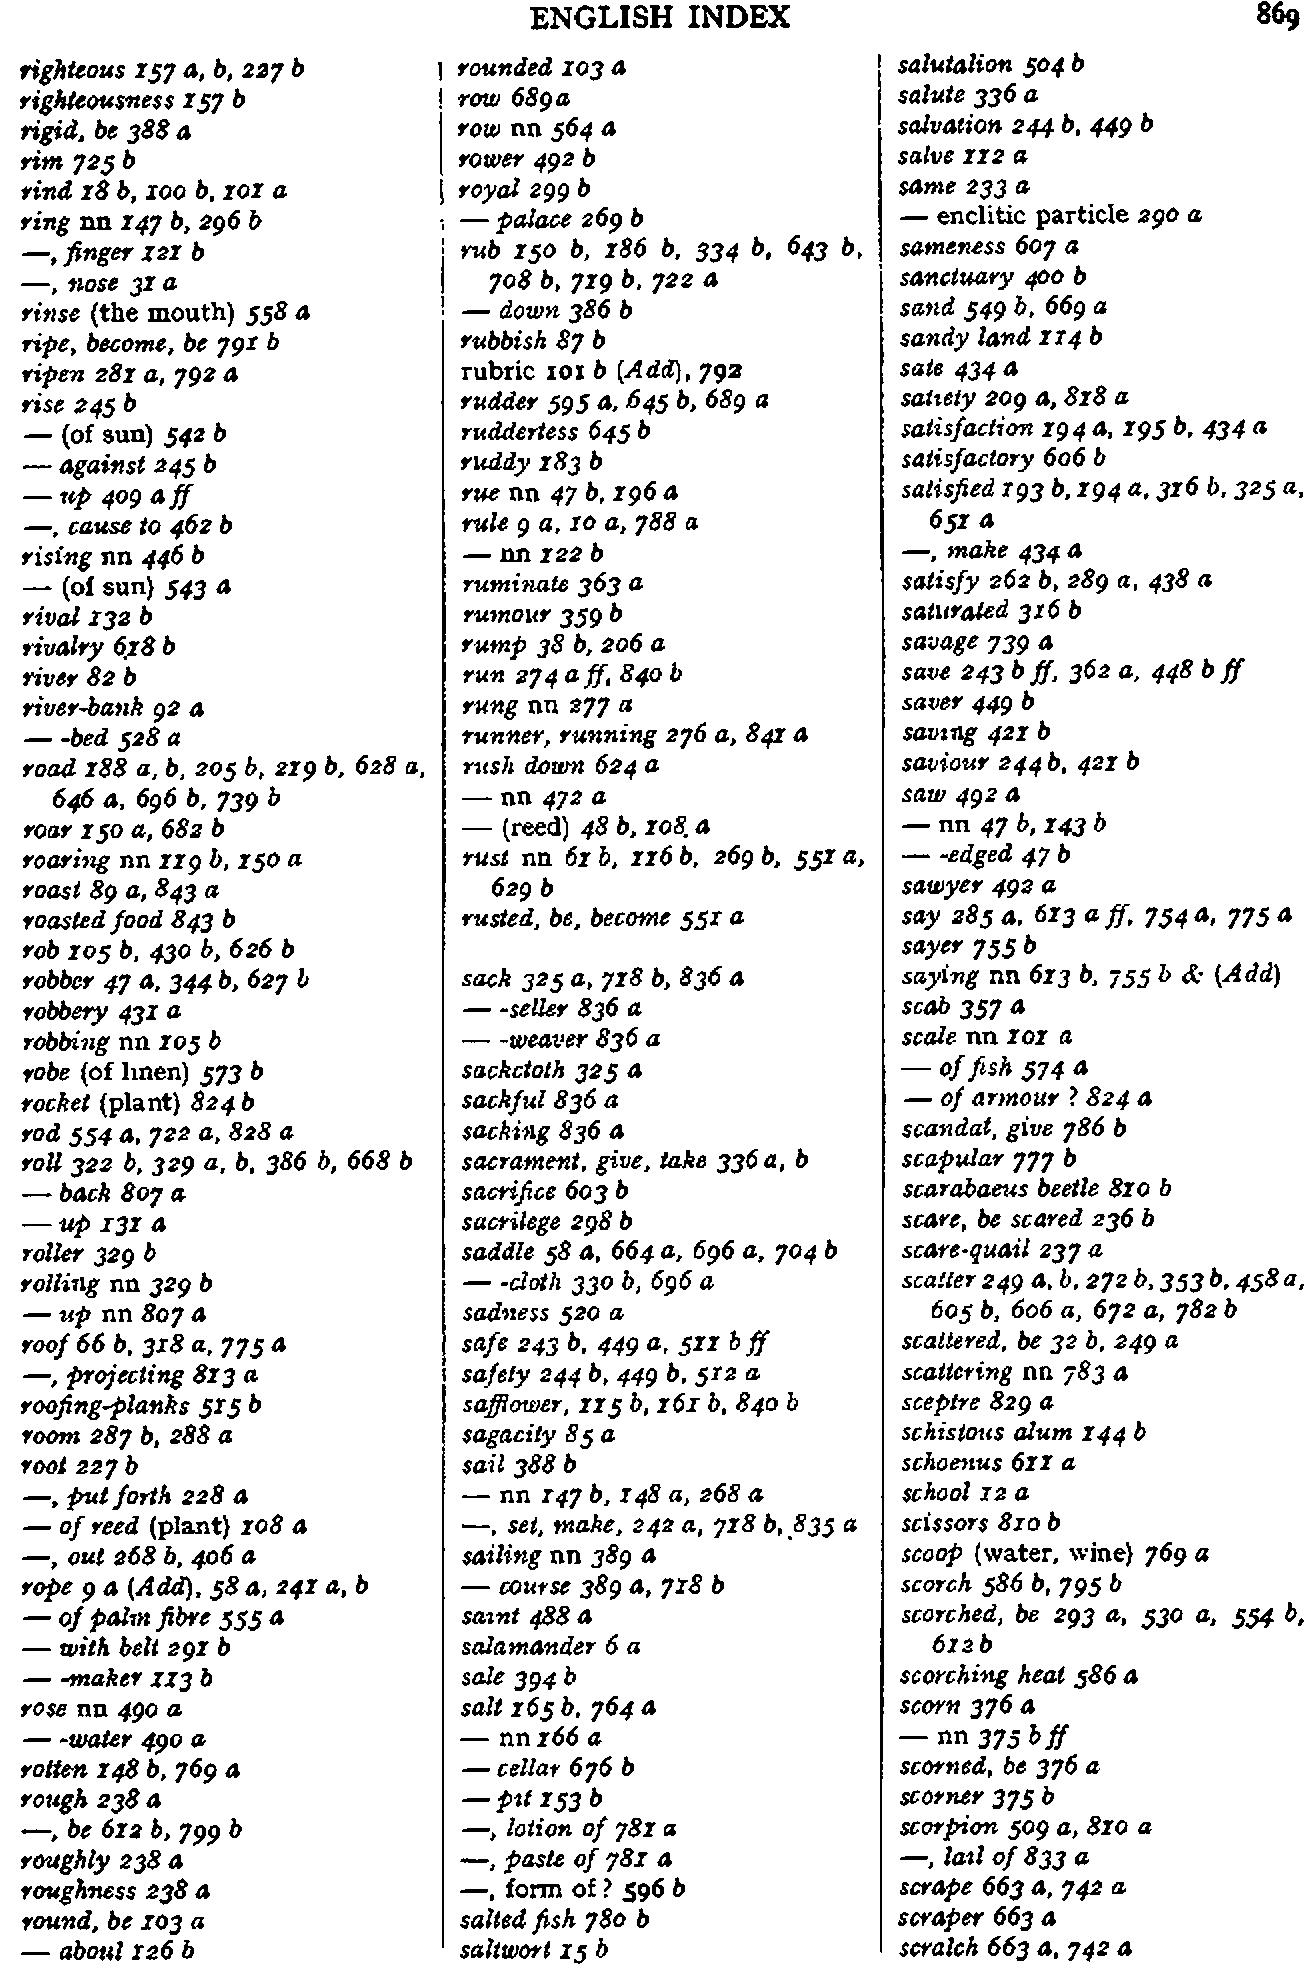 ENGLISH INDEX
869
righteous 157 a, b, 227 b
righteousness 157 b
rigid, be 388 a
rim 725 b
rind 18 b, 100 b, 101 a
ring nn 147 b, 296 b
—, finger 121 b
—, nose 31 a
rinse (the mouth) 558 a
ripe, become, be 791 b
ripen 281 a, 792 a
rise 245 b
— (of sun) 542 b
— against 245 b
— up 409 a ff
—, cause to 462 b
rising nn 446 b
— (of sun) 543 a
rival 132 b
rivalry 618 b
river 82 b
river-bank 92 a
— -bed 528 a
road 188 a, b, 205 b, 219 b, 628 a,
646 a, 696 b, 739 b
roar 150 a, 682 b
roaring nn 119 b, 150 a
roast 89 a, 843 a
roasted food 843 b
rob 105 b, 430 b, 626 b
robber 47 a, 344 b, 627 b
robbery 431 a
robbing nn 105 b
robe (of linen) 573 b
rocket (plant) 824 b
rod 554 a, 722 a, 828 a
roll 322 b, 329 a, b, 386 b, 668 b
— back 807 a
— up 131 a
roller 329 b
rolling nn 329 b
— up nn 807 a
roof 66 b, 318 a, 775 a
—, projecting 813 a
roofing-planks 515 b
room 287 b, 288 a
root 227 b
—, put forth 228 a
— of reed (plant) 108 a
—, out 268 b, 406 a
rope 9 a (Add), 58 a, 241 a, b
— of palm fibre 555 a
— with belt 291 b
— -maker 113 b
rose nn 490 a
— -water 490 a
rotten 148 b, 769 a
rough 238 a
—, be 612 b, 799 b
roughly 238 a
roughness 238 a
round, be 103 a
— about 126 b
rounded 103 a
row 689 a
row nn 564 a
rower 492 b
royal 299 b
— palace 269 b
rub 150 b, 186 b, 334 b, 643 b,
708 b, 719 b, 722 a
— down 386 b
rubbish 87 b
rubric 101 b (Add), 792
rudder 595 a, 645 b, 689 a
rudderless 645 b
ruddy 183 b
rue nn 47 b, 196 a
rule 9 a, 10 a, 788 a
— nn 122 b
ruminate 363 a
rumour 359 b
rump 38 b, 206 a
run 274 a ff, 840 b
rung nn 277 a
runner, running 276 a, 841 a
rush down 624 a
— nn 472 a
— (reed) 48 b, 108 a
rust nn 61 b, 116 b, 269 b, 551 a,
629 b
rusted, be, become 551 a
sack 325 a, 718 b, 836 a
— -seller 836 a
— -weaver 836 a
sackcloth 325 a
sackful 836 a
sacking 836 a
sacrament, give, take 336 a, b
sacrifice 603 b
sacrilege 298 b
saddle 58 a, 664 a, 696 a, 704 b
— -cloth 330 b, 696 a
sadness 520 a
safe 243 b, 449 a, 511 b ff
safety 244 b, 449 b, 512 a
safflower, 115 b, 161 b, 840 b
sagacity 85 a
sail 388 b
— nn 147 b, 148 a, 268 a
—, set, make, 242 a, 718 b, 835 a
sailing nn 389 a
— course 389 a, 718 b
saint 488 a
salamander 6 a
sale 394 b
salt 165 b, 764 a
— nn 166 a
— cellar 676 b
— pit 153 b
—, lotion of 781 a
—, paste of 781 a
—, form of ? 596 b
salted fish 780 b
saltwort 15 b
salutation 504 b
salute 336 a
salvation 244 b, 449 b
salve 112 a
same 233 a
— enclitic particle 290 a
sameness 607 a
sanctuary 400 b
sand 549 b, 669 a
sandy land 114 b
sate 434 a
satiety 209 a, 818 a
satisfaction 194 a, 195 b, 434 a
satisfactory 606 b
satisfied 193 b, 194 a, 316 b, 325 a,
651 a
—, make 434 a
satisfy 262 b, 289 a, 438 a
saturated 316 b
savage 739 a
save 243 b ff, 362 a, 448 b ff
saver 449 b
saving 421 b
saviour 244 b, 421 b
saw 492 a
— nn 47 b, 143 b
— -edged 47 b
sawyer 492 a
say 285 a, 613 a ff, 754 a, 775 a
sayer 755 b
saying nn 613 b, 755 b & (Add)
scab 357 a
scale nn 101 a
— of fish 574 a
— of armour ? 824 a
scandal, give 786 b
scapular 777 b
scarabaeus beetle 810 b
scare, be scared 236 b
scare-quail 237 a
scatter 249 a, b, 272 b, 353 b, 458 a,
605 b, 606 a, 672 a, 782 b
scattered, be 32 b, 249 a
scattering nn 783 a
sceptre 829 a
schistous alum 144 b
schoenus 611 a
school 12 a
scissors 810 b
scoop (water, wine) 769 a
scorch 586 b, 795 b
scorched, be 293 a, 530 a, 554 b,
612 b
scorching heat 586 a
scorn 376 a
— nn 375 b ff
scorned, be 376 a
scorner 375 b
scorpion 509 a, 810 a
—, tail of 833 a
scrape 663 a, 742 a
scraper 663 a
scratch 663 a, 742 a